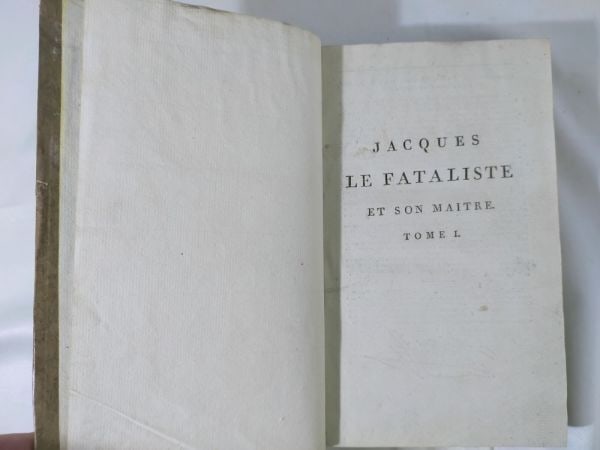 JACQUES
LE FATALISTE
ET SON MAITRE.
TOME I.